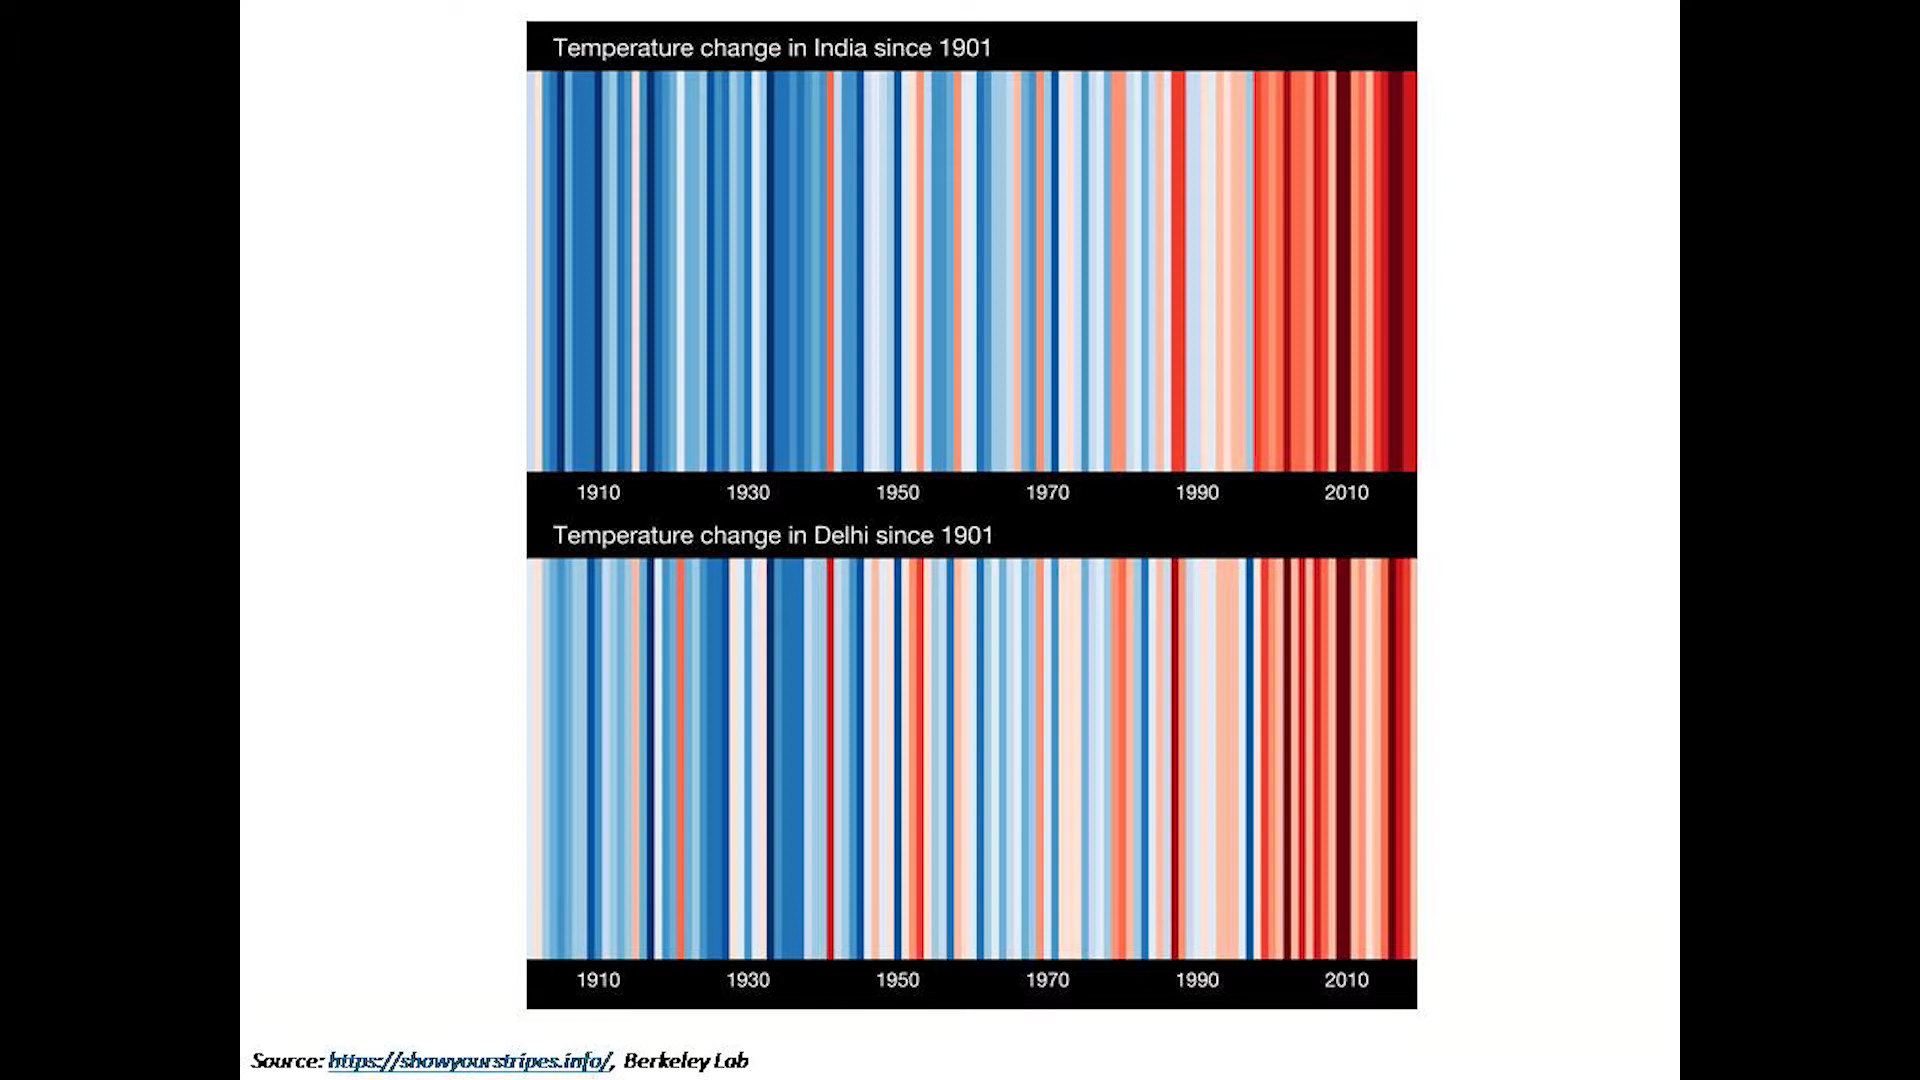 Temperature change in India since 1901
1910 1930 1950 1970 1990 2010
Temperature change in Delhi since 1901
1910 1930 1950 1970 1990 2010
Source: https://showyourstripes.info/, Berkeley Lab